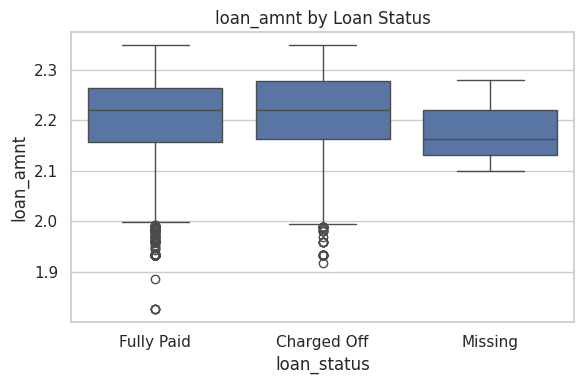 loan_amnt by Loan Status
loan_amnt
2.3
2.2
2.1
2.0
1.9
Fully Paid
Charged Off
Missing
loan_status